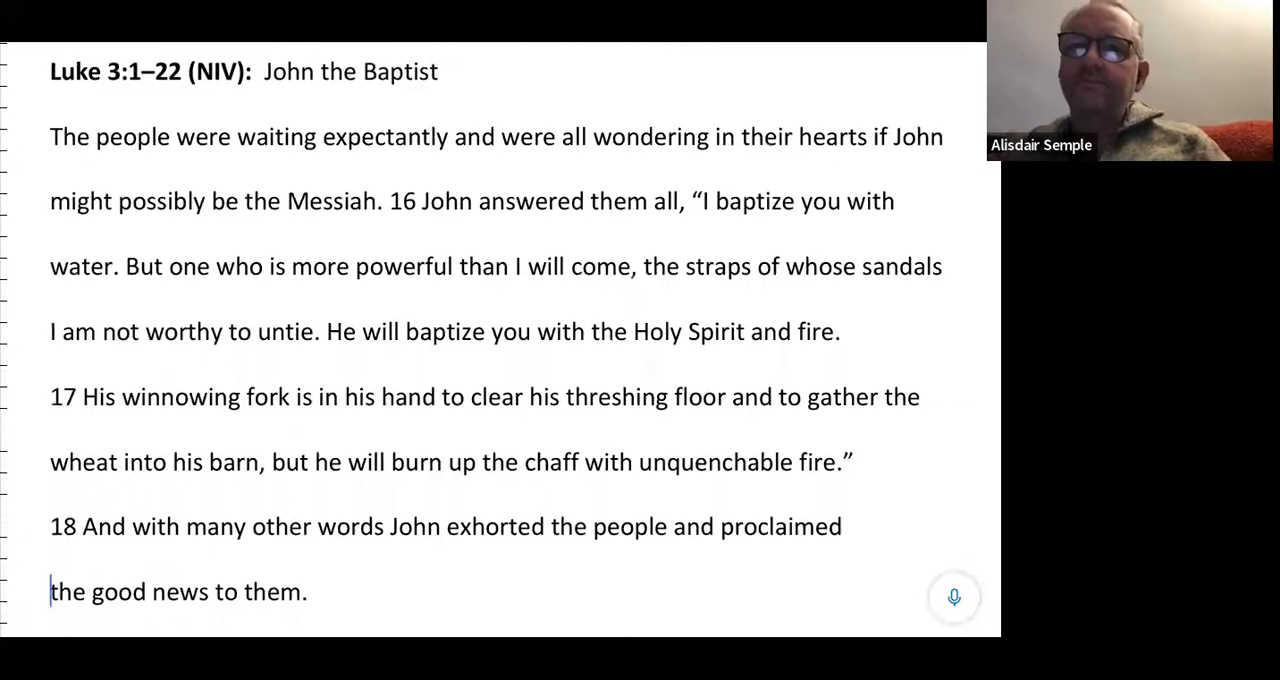 Luke 3:1–22 (NIV):  John the Baptist
The people were waiting expectantly and were all wondering in their hearts if John
might possibly be the Messiah. 16 John answered them all, “I baptize you with
water. But one who is more powerful than I will come, the straps of whose sandals
I am not worthy to untie. He will baptize you with the Holy Spirit and fire.
17 His winnowing fork is in his hand to clear his threshing floor and to gather the
wheat into his barn, but he will burn up the chaff with unquenchable fire.”
18 And with many other words John exhorted the people and proclaimed
the good news to them.
Alisdair Semple